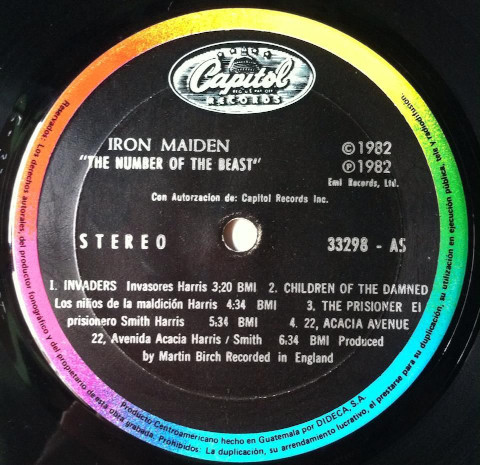 Capitol
RECORDS
IRON MAIDEN
"THE NUMBER OF THE BEAST"
© 1982
Ⓟ 1982
Emi Records, Ltd.
Con Autorzacion de: Capitol Records Inc.
STEREO
33298 - AS
1. INVADERS Invasores Harris 3;20 BMI 2. CHILDREN OF THE DAMNED
Los niños de la maldición Harris 4:34 BMI 3. THE PRISIONER El
prisionero Smith Harris 5:34 BMI 4. 22, ACACIA AVENUE
22, Avenida Acacia Harris / Smith 6.34 BMI Produced
by Martin Birch Recorded in England
Reservados: Los derechos autorales, del productor fonográfico y del propietario de esta obra grabada. Prohibidos: La duplicación, su arrendamiento lucrativo, el prestarse para su duplicación, su utilización en ejecución pública, tele y radiodifusión.
Producto Centroamericano hecho en Guatemala por DIDECA, S.A.